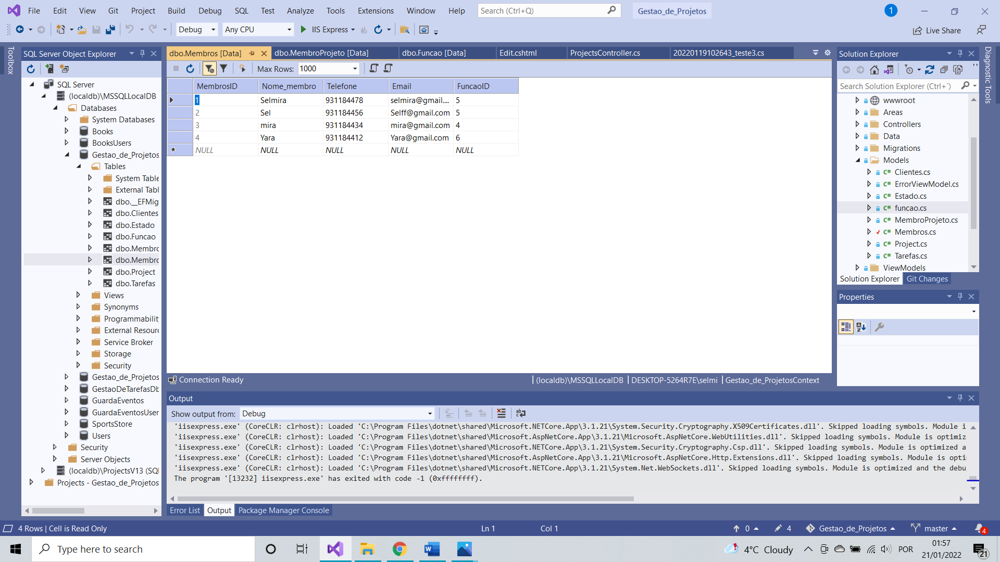 File Edit View Git Project Build Debug SQL Test Analyze Tools Extensions Window Help Search (Ctrl+Q) Gestao_de_Projetos 1
Debug Any CPU IIS Express Live Share
Toolbox
SQL Server Object Explorer
SQL Server
(localdb)\MSSQLLocalDB
Databases
System Databases
Books
BooksUsers
Gestao_de_Projetos
Tables
System Table
External Tabl
dbo.__EFMig
dbo.Clientes
dbo.Estado
dbo.Funcao
dbo.Membro
dbo.Membro
dbo.Project
dbo.Tarefas
Views
Synonyms
Programmabilit
External Resour
Service Broker
Storage
Security
Gestao_de_Projetos
GestaoDeTarefasDb
GuardaEventos
GuardaEventosUser
SportsStore
Users
Security
Server Objects
(localdb)\ProjectsV13 (SQL
Projects - Gestao_de_Projetos
dbo.Membros [Data] dbo.MembroProjeto [Data] dbo.Funcao [Data] Edit.cshtml ProjectsController.cs 20220119102643_teste3.cs
Max Rows: 1000
MembrosID Nome_membro Telefone Email FuncaoID
1 Selmira 931184478 selmira@gmail.... 5
2 Sel 931184456 Selff@gmail.com 5
3 mira 931184434 mira@gmail.com 4
4 Yara 931184412 Yara@gmail.com 6
* NULL NULL NULL NULL NULL
Connection Ready (localdb)\MSSQLLocalDB DESKTOP-5264R7E\selmi Gestao_de_ProjetosContext
Output
Show output from: Debug
'iisexpress.exe' (CoreCLR: clrhost): Loaded 'C:\Program Files\dotnet\shared\Microsoft.NETCore.App\3.1.21\System.Security.Cryptography.X509Certificates.dll'. Skipped loading symbols. Module i
'iisexpress.exe' (CoreCLR: clrhost): Loaded 'C:\Program Files\dotnet\shared\Microsoft.AspNetCore.App\3.1.21\Microsoft.AspNetCore.WebUtilities.dll'. Skipped loading symbols. Module is optimiz
'iisexpress.exe' (CoreCLR: clrhost): Loaded 'C:\Program Files\dotnet\shared\Microsoft.NETCore.App\3.1.21\System.Security.Cryptography.Csp.dll'. Skipped loading symbols. Module is optimized a
'iisexpress.exe' (CoreCLR: clrhost): Loaded 'C:\Program Files\dotnet\shared\Microsoft.AspNetCore.App\3.1.21\Microsoft.AspNetCore.Http.Extensions.dll'. Skipped loading symbols. Module is opti
'iisexpress.exe' (CoreCLR: clrhost): Loaded 'C:\Program Files\dotnet\shared\Microsoft.NETCore.App\3.1.21\System.Net.WebSockets.dll'. Skipped loading symbols. Module is optimized and the debu
The program '[13232] iisexpress.exe' has exited with code -1 (0xffffffff).
Error List Output Package Manager Console
Solution Explorer
Search Solution Explorer (Ctrl+´)
wwwroot
Areas
Controllers
Data
Migrations
Models
C# Clientes.cs
C# ErrorViewModel.cs
C# Estado.cs
C# funcao.cs
C# MembroProjeto.cs
C# Membros.cs
C# Project.cs
C# Tarefas.cs
ViewModels
Solution Explorer Git Changes
Properties
Diagnostic Tools
4 Rows | Cell is Read Only Ln 1 Col 1 0 4 Gestao_de_Projetos master 4
Type here to search 4°C Cloudy POR 01:57
21/01/2022 21